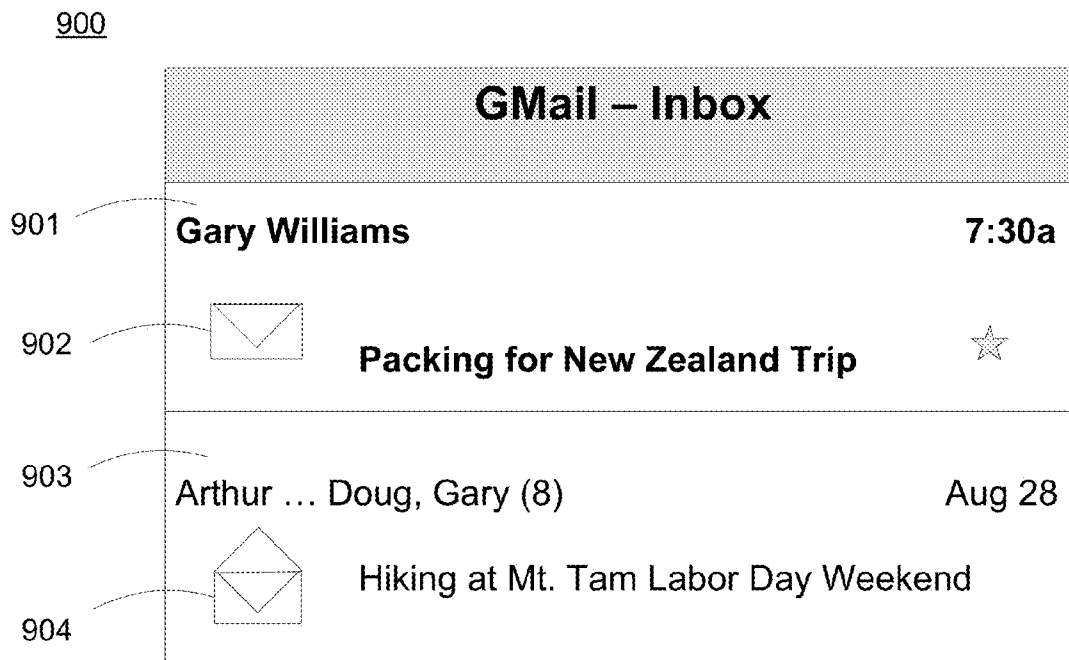 900
GMail – Inbox
901
Gary Williams 7:30a
902
Packing for New Zealand Trip
903
Arthur … Doug, Gary (8) Aug 28
Hiking at Mt. Tam Labor Day Weekend
904